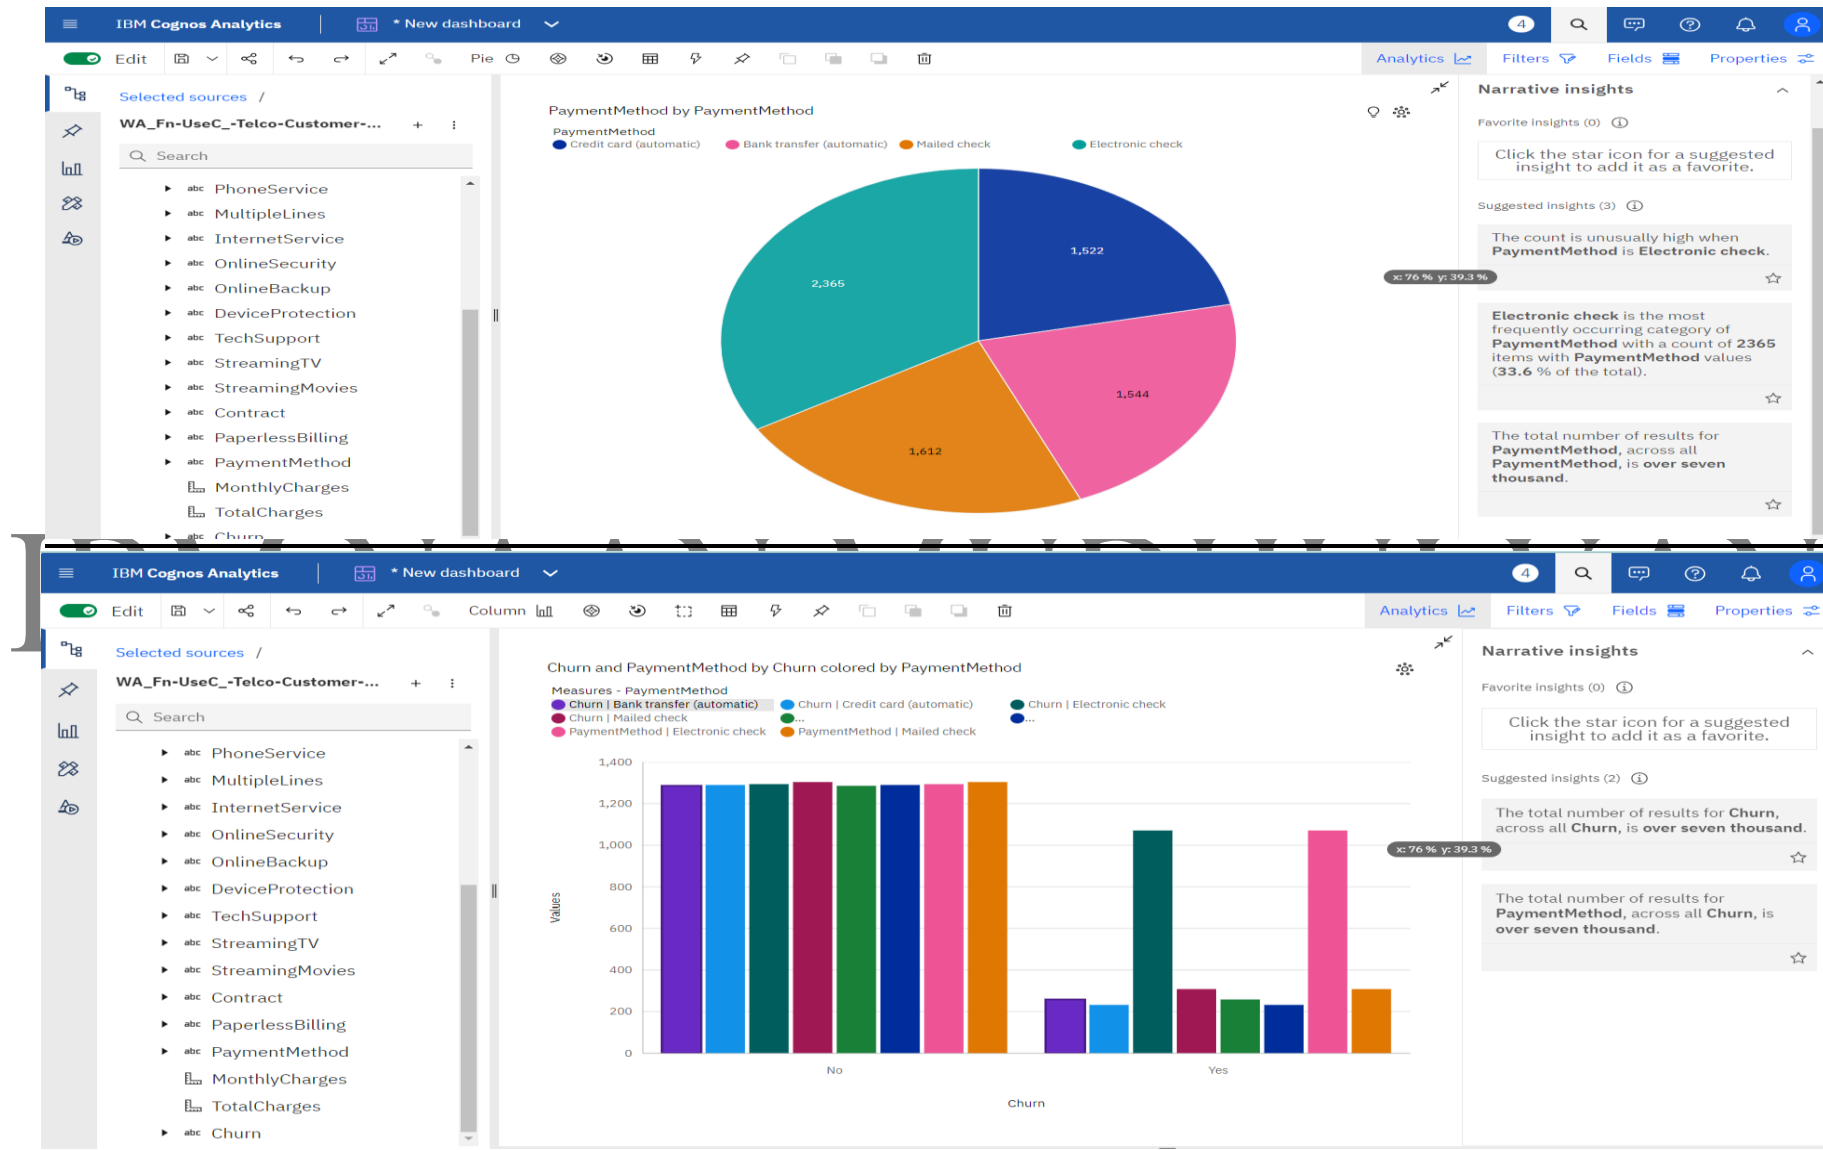 IBM Cognos Analytics
* New dashboard
4
Edit
Pie
Analytics
Filters
Fields
Properties
Selected sources /
WA_Fn-UseC_-Telco-Customer-...
Search
abc PhoneService
abc MultipleLines
abc InternetService
abc OnlineSecurity
abc OnlineBackup
abc DeviceProtection
abc TechSupport
abc StreamingTV
abc StreamingMovies
abc Contract
abc PaperlessBilling
abc PaymentMethod
MonthlyCharges
TotalCharges
abc Churn
PaymentMethod by PaymentMethod
PaymentMethod
Credit card (automatic)
Bank transfer (automatic)
Mailed check
Electronic check
1,522
2,365
1,544
1,612
x: 76 % y: 39.3 %
Narrative insights
Favorite insights (0)
Click the star icon for a suggested
insight to add it as a favorite.
Suggested insights (3)
The count is unusually high when
PaymentMethod is Electronic check.
Electronic check is the most
frequently occurring category of
PaymentMethod with a count of 2365
items with PaymentMethod values
(33.6 % of the total).
The total number of results for
PaymentMethod, across all
PaymentMethod, is over seven
thousand.
IBM Cognos Analytics
* New dashboard
4
Edit
Column
Analytics
Filters
Fields
Properties
Selected sources /
WA_Fn-UseC_-Telco-Customer-...
Search
abc PhoneService
abc MultipleLines
abc InternetService
abc OnlineSecurity
abc OnlineBackup
abc DeviceProtection
abc TechSupport
abc StreamingTV
abc StreamingMovies
abc Contract
abc PaperlessBilling
abc PaymentMethod
MonthlyCharges
TotalCharges
abc Churn
Churn and PaymentMethod by Churn colored by PaymentMethod
Measures - PaymentMethod
Churn | Bank transfer (automatic)
Churn | Credit card (automatic)
Churn | Electronic check
Churn | Mailed check
...
...
PaymentMethod | Electronic check
PaymentMethod | Mailed check
1,400
1,200
1,000
800
600
400
200
0
Values
No
Yes
Churn
x: 76 % y: 39.3 %
Narrative insights
Favorite insights (0)
Click the star icon for a suggested
insight to add it as a favorite.
Suggested insights (2)
The total number of results for Churn,
across all Churn, is over seven thousand.
The total number of results for
PaymentMethod, across all Churn, is
over seven thousand.